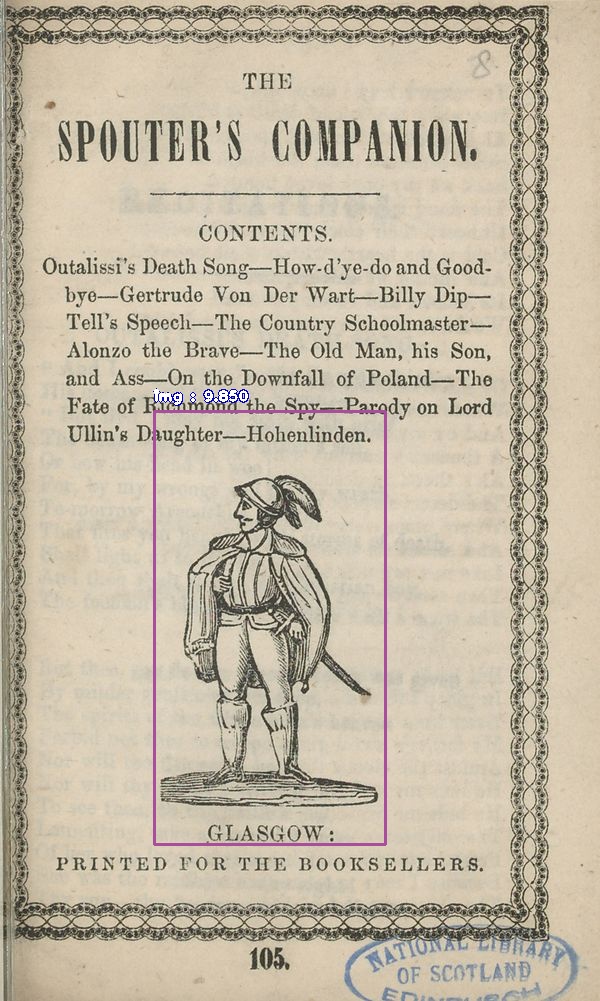 8
THE
SPOUTER'S COMPANION.
CONTENTS.
Outalissi's Death Song—How-d'ye-do and Good-
bye—Gertrude Von Der Wart—Billy Dip—
Tell's Speech—The Country Schoolmaster—
Alonzo the Brave—The Old Man, his Son,
and Ass—On the Downfall of Poland—The
img : 9.850
Fate of Richmond the Spy—Parody on Lord
Ullin's Daughter—Hohenlinden.
GLASGOW:
PRINTED FOR THE BOOKSELLERS.
105.
NATIONAL LIBRARY
OF SCOTLAND
EDINBURGH